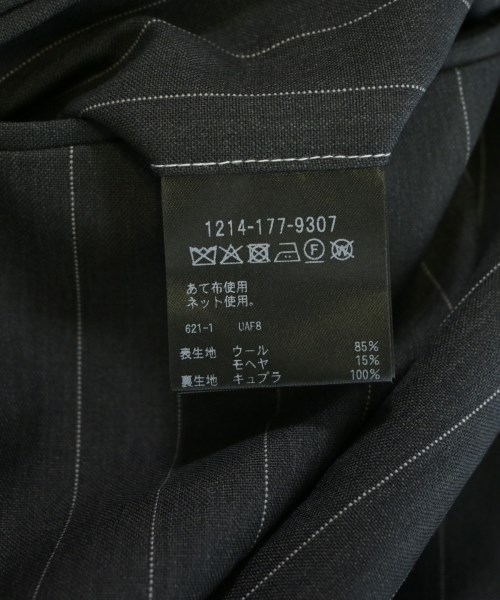 1214-177-9307
あて布使用
ネット使用。
621-1 UAF8
表生地 ウール 85%
モヘヤ 15%
裏生地 キュプラ 100%